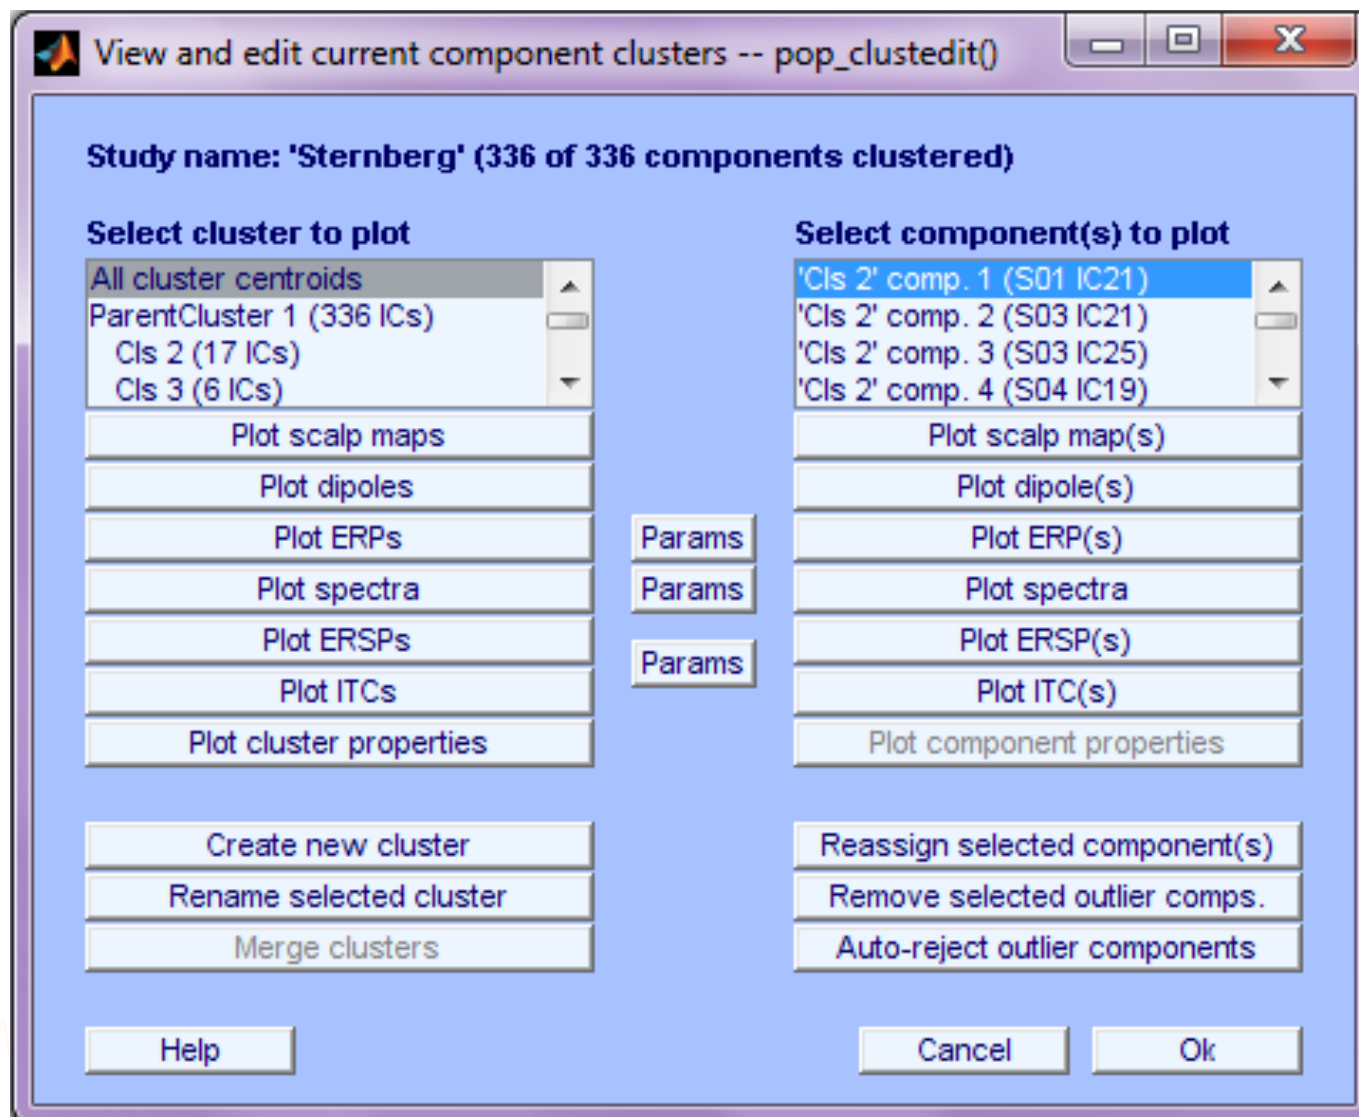 View and edit current component clusters -- pop_clustedit()
Study name: 'Sternberg' (336 of 336 components clustered)
Select cluster to plot
All cluster centroids
ParentCluster 1 (336 ICs)
Cls 2 (17 ICs)
Cls 3 (6 ICs)
Select component(s) to plot
'Cls 2' comp. 1 (S01 IC21)
'Cls 2' comp. 2 (S03 IC21)
'Cls 2' comp. 3 (S03 IC25)
'Cls 2' comp. 4 (S04 IC19)
Plot scalp maps
Plot scalp map(s)
Plot dipoles
Plot dipole(s)
Plot ERPs
Params
Plot ERP(s)
Plot spectra
Params
Plot spectra
Plot ERSPs
Plot ERSP(s)
Params
Plot ITCs
Plot ITC(s)
Plot cluster properties
Plot component properties
Create new cluster
Reassign selected component(s)
Rename selected cluster
Remove selected outlier comps.
Merge clusters
Auto-reject outlier components
Help
Cancel
Ok